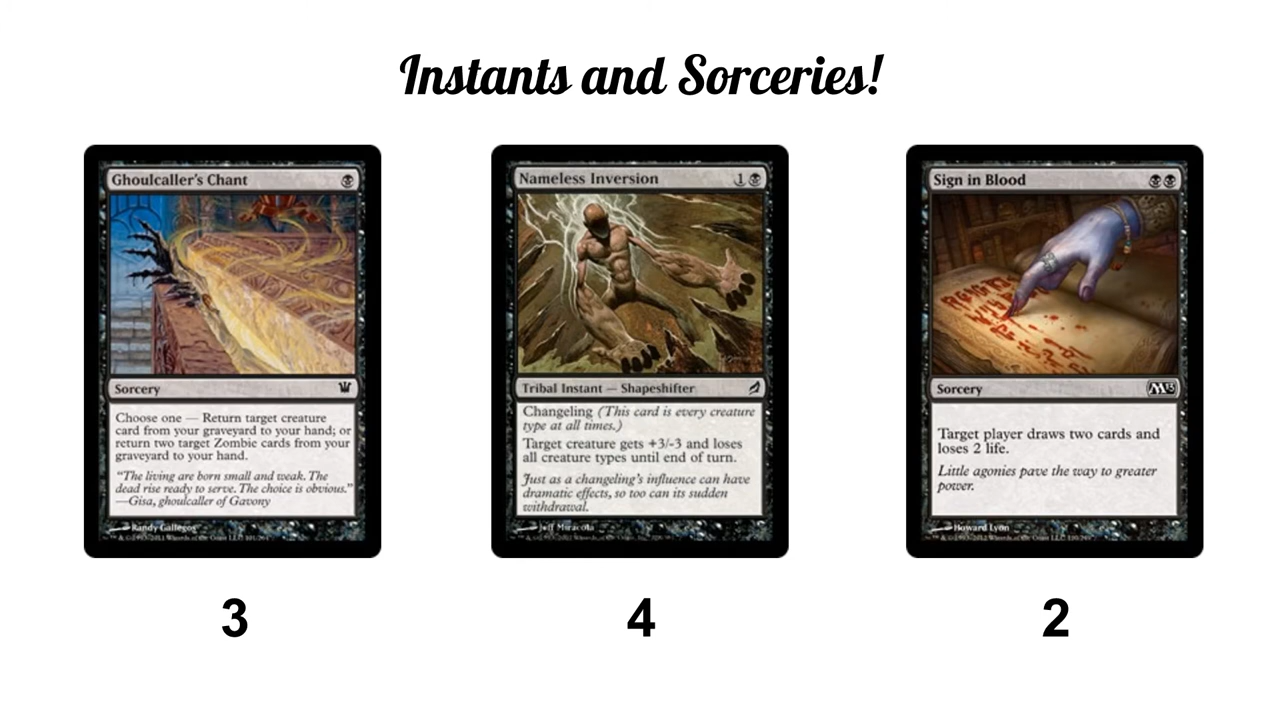 Instants and Sorceries!
Ghoulcaller's Chant
Sorcery
Choose one — Return target creature
card from your graveyard to your hand; or
return two target Zombie cards from your
graveyard to your hand.
"The living are born small and weak. The
dead rise ready to serve. The choice is obvious."
—Gisa, ghoulcaller of Gavony
Randy Gallegos
3
Nameless Inversion 1
Tribal Instant — Shapeshifter
Changeling (This card is every creature
type at all times.)
Target creature gets +3/-3 and loses
all creature types until end of turn.
Just as a changeling's influence can have
dramatic effects, so too can its sudden
withdrawal.
Jeff Miracola
4
Sign in Blood
Sorcery M13
Target player draws two cards and
loses 2 life.
Little agonies pave the way to greater
power.
Howard Lyon
2